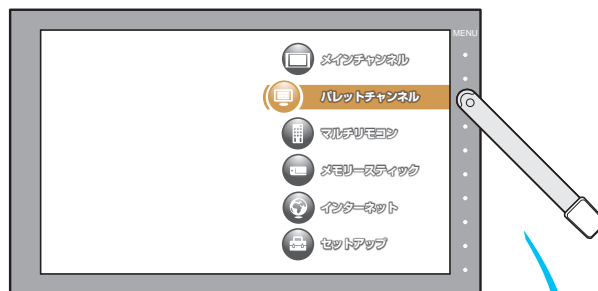 MENU
メインチャンネル
パレットチャンネル
マルチリモコン
メモリースティック
インターネット
セットアップ